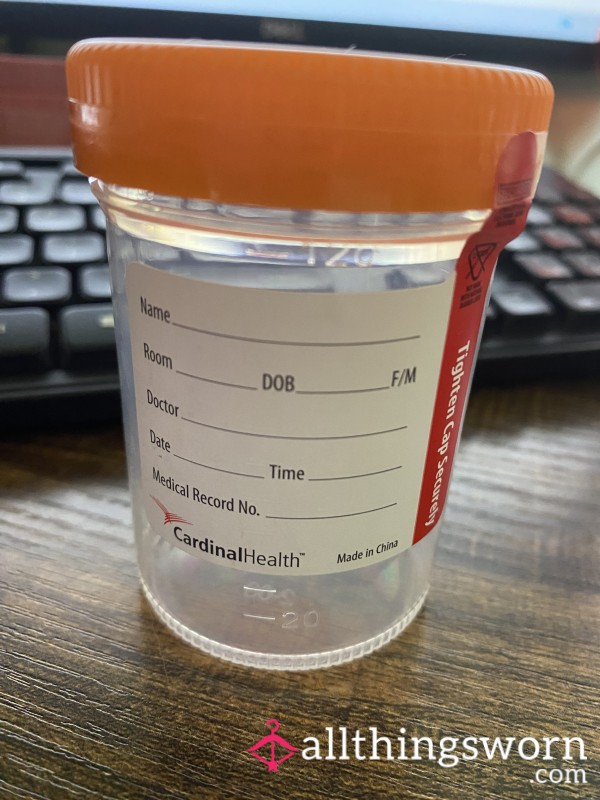 120
Name
Room DOB F/M
Doctor
Date Time
Medical Record No.
CardinalHealth™
Made in China
Tighten Cap Securely
20
allthingsworn
.com